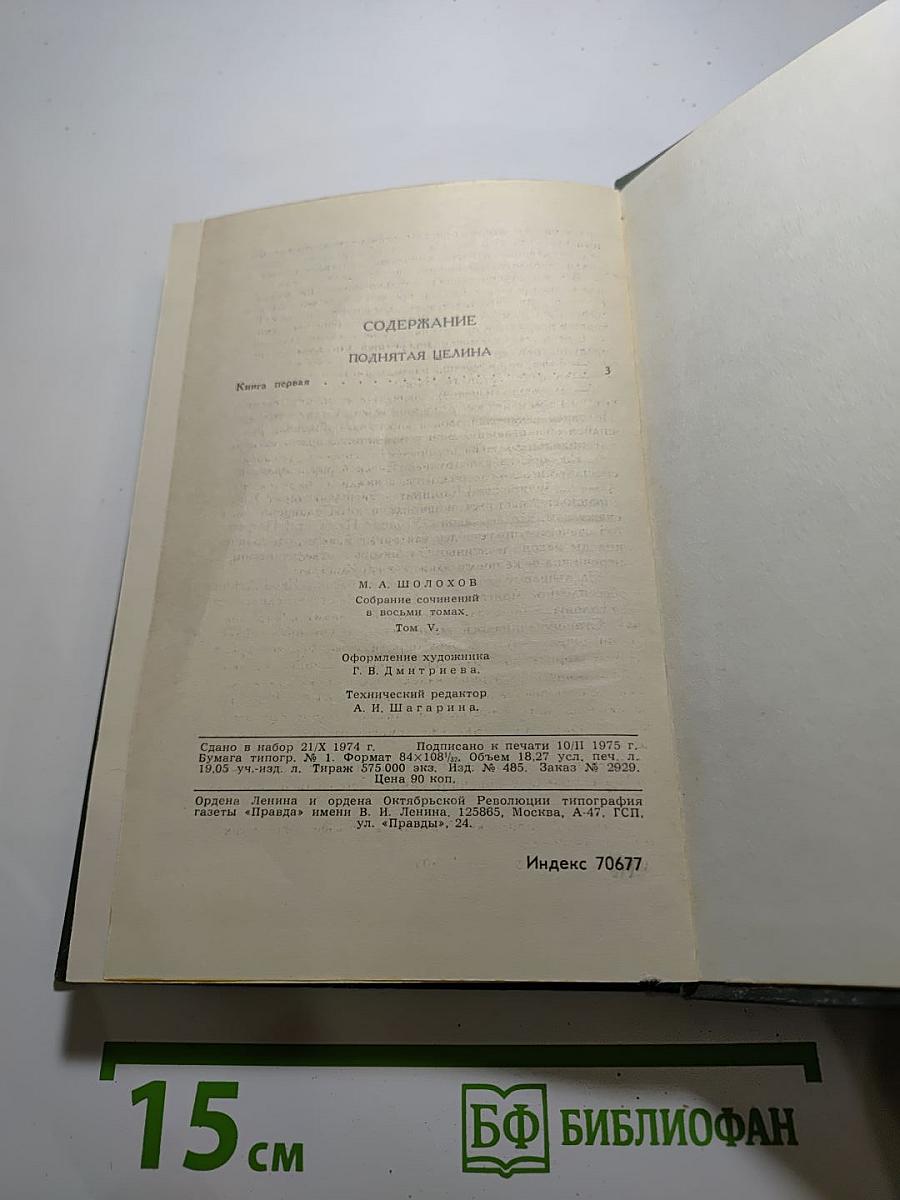 СОДЕРЖАНИЕ
ПОДНЯТАЯ ЦЕЛИНА
Книга первая . . . . . . . . . . . . . . . . . . . . . 3
М. А. ШОЛОХОВ
Собрание сочинений
в восьми томах.
Том V.
Оформление художника
Г. В. Дмитриева.
Технический редактор
А. И. Шагарина.
Сдано в набор 21/X 1974 г. Подписано к печати 10/II 1975 г.
Бумага типогр. № 1. Формат 84×108¹/₃₂. Объем 18,27 усл. печ. л.
19,05 уч.-изд. л. Тираж 575 000 экз. Изд. № 485. Заказ № 2929.
Цена 90 коп.
Ордена Ленина и ордена Октябрьской Революции типография
газеты «Правда» имени В. И. Ленина, 125865, Москва, А-47, ГСП,
ул. «Правды», 24.
Индекс 70677
15 см
БФ БИБЛИОФАН